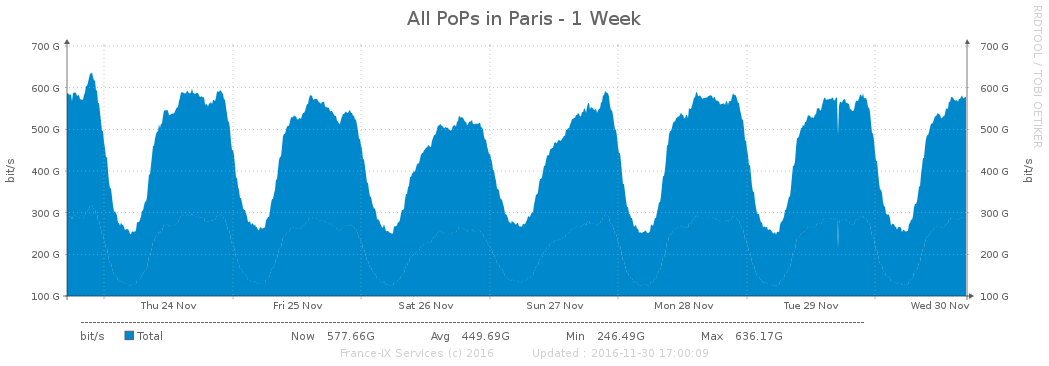 All PoPs in Paris - 1 Week
RRDTOOL / TOBI OETIKER
700 G 700 G
600 G 600 G
500 G 500 G
400 G 400 G
300 G 300 G
200 G 200 G
100 G 100 G
bit/s
bit/s
Thu 24 Nov Fri 25 Nov Sat 26 Nov Sun 27 Nov Mon 28 Nov Tue 29 Nov Wed 30 Nov
bit/s Total Now 577.66G Avg 449.69G Min 246.49G Max 636.17G
France-IX Services (c) 2016 Updated : 2016-11-30 17:00:09